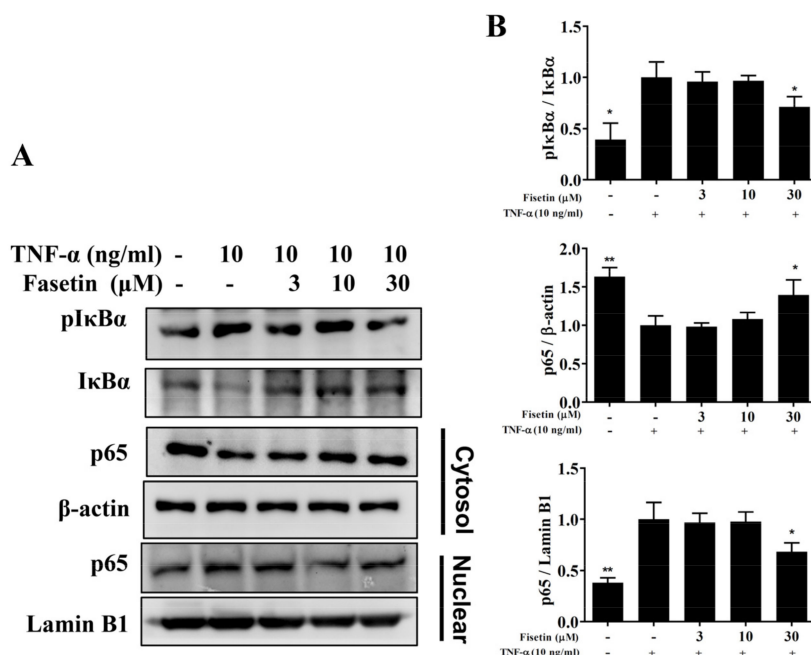 A
TNF-α (ng/ml) - 10 10 10 10
Fasetin (μM) - - 3 10 30
pIκBα
IκBα
p65
β-actin
Cytosol
p65
Lamin B1
Nuclear
B
pIκBα / IκBα
1.5
1.0
0.5
0.0
*
*
Fisetin (μM) - - 3 10 30
TNF-α (10 ng/ml) - + + + +
p65 / β-actin
2.0
1.5
1.0
0.5
0.0
**
*
Fisetin (μM) - - 3 10 30
TNF-α (10 ng/ml) - + + + +
p65 / Lamin B1
1.5
1.0
0.5
0.0
**
*
Fisetin (μM) - - 3 10 30
TNF-α (10 ng/ml) - + + + +